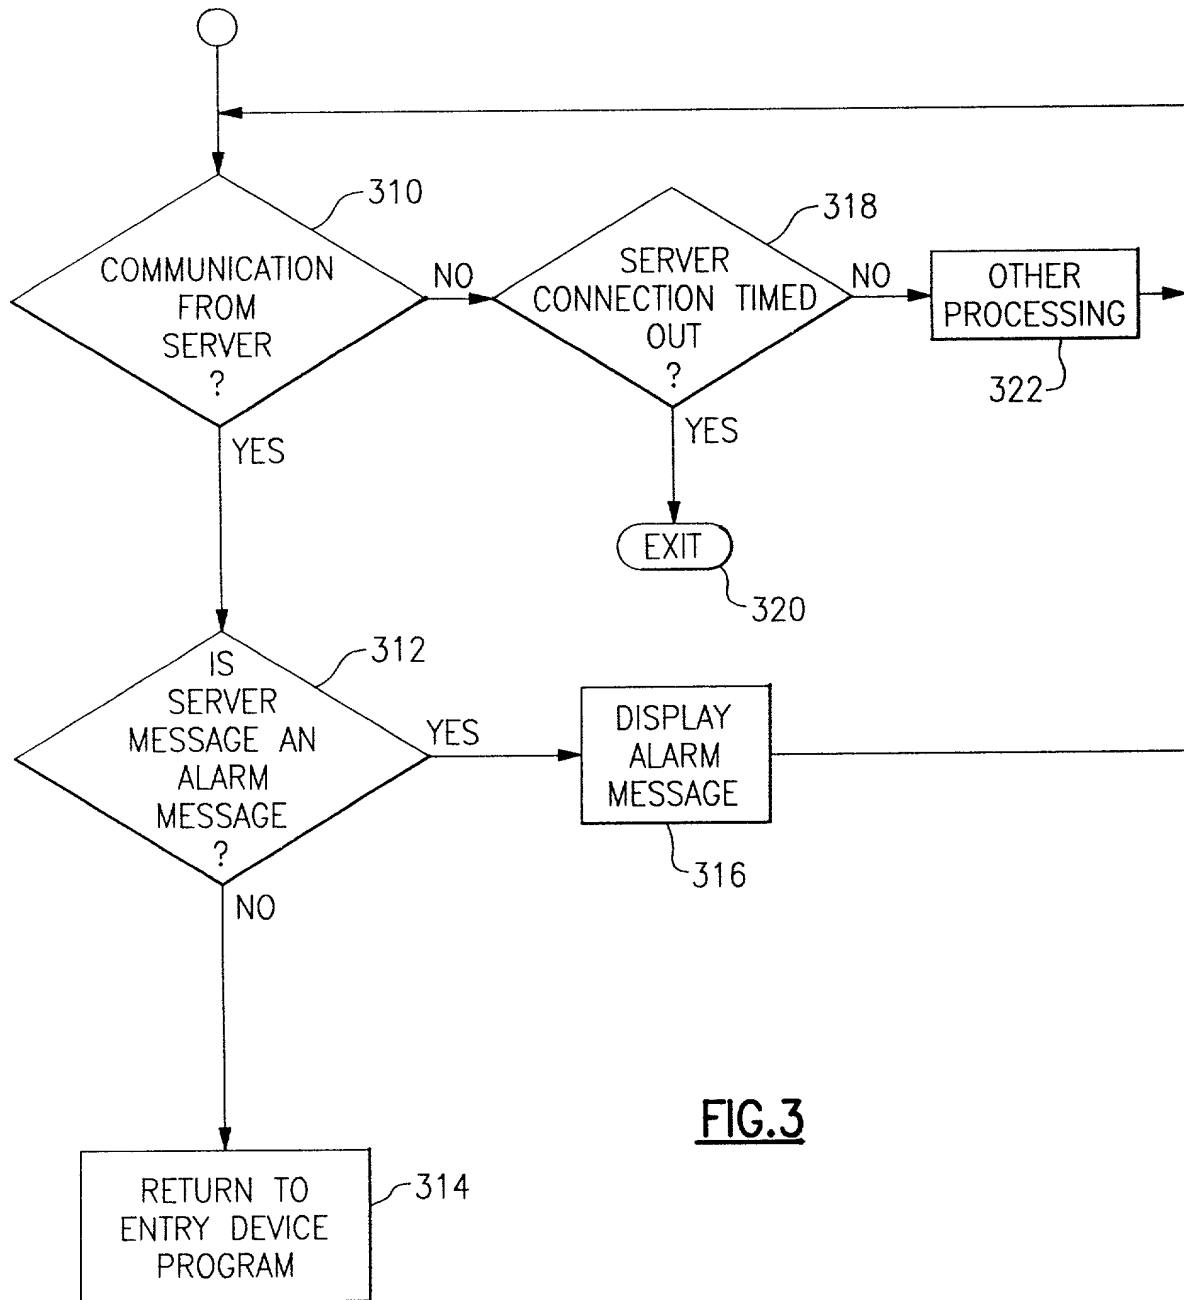 310
COMMUNICATION
FROM
SERVER
?
NO
YES
318
SERVER
CONNECTION TIMED
OUT
?
NO
YES
OTHER
PROCESSING
322
EXIT
320
312
IS
SERVER
MESSAGE AN
ALARM
MESSAGE
?
YES
NO
DISPLAY
ALARM
MESSAGE
316
RETURN TO
ENTRY DEVICE
PROGRAM
314
FIG.3